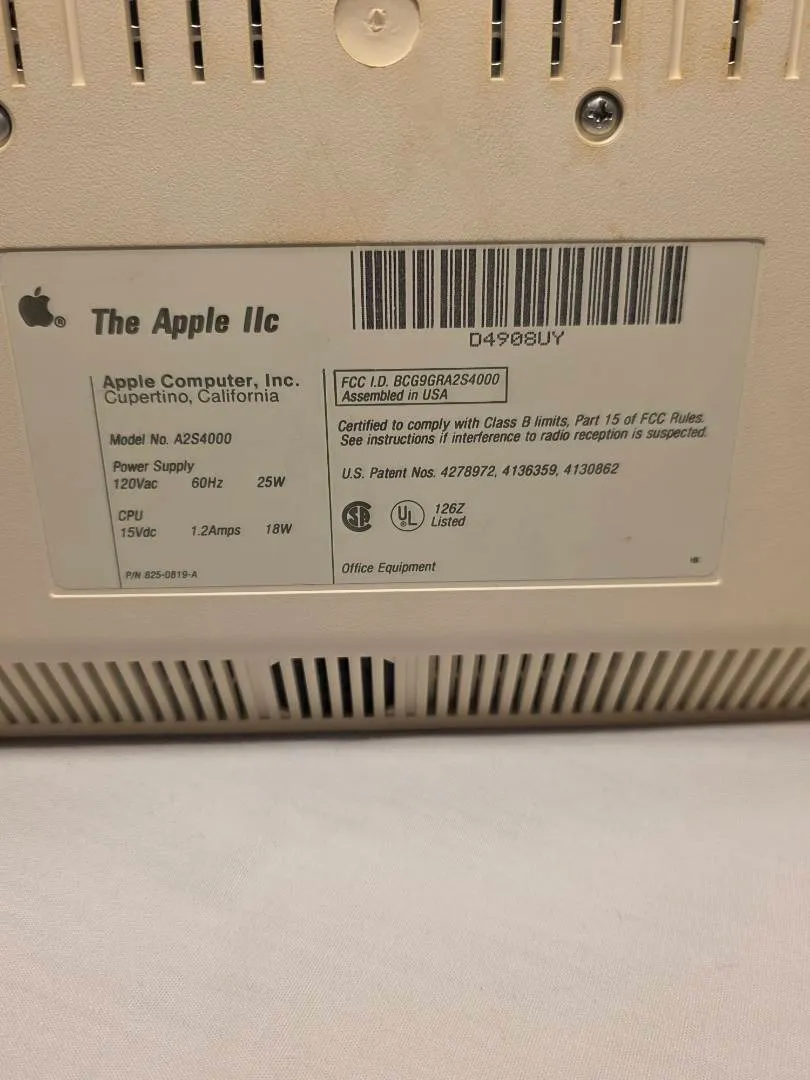 D4908UY
® The Apple IIc
Apple Computer, Inc.
Cupertino, California
Model No. A2S4000
Power Supply
120Vac 60Hz 25W
CPU
15Vdc 1.2Amps 18W
P/N 825-0819-A
FCC I.D. BCG9GRA2S4000
Assembled in USA
Certified to comply with Class B limits, Part 15 of FCC Rules.
See instructions if interference to radio reception is suspected.
U.S. Patent Nos. 4278972, 4136359, 4130862
SA UL ® 126Z
Listed
Office Equipment